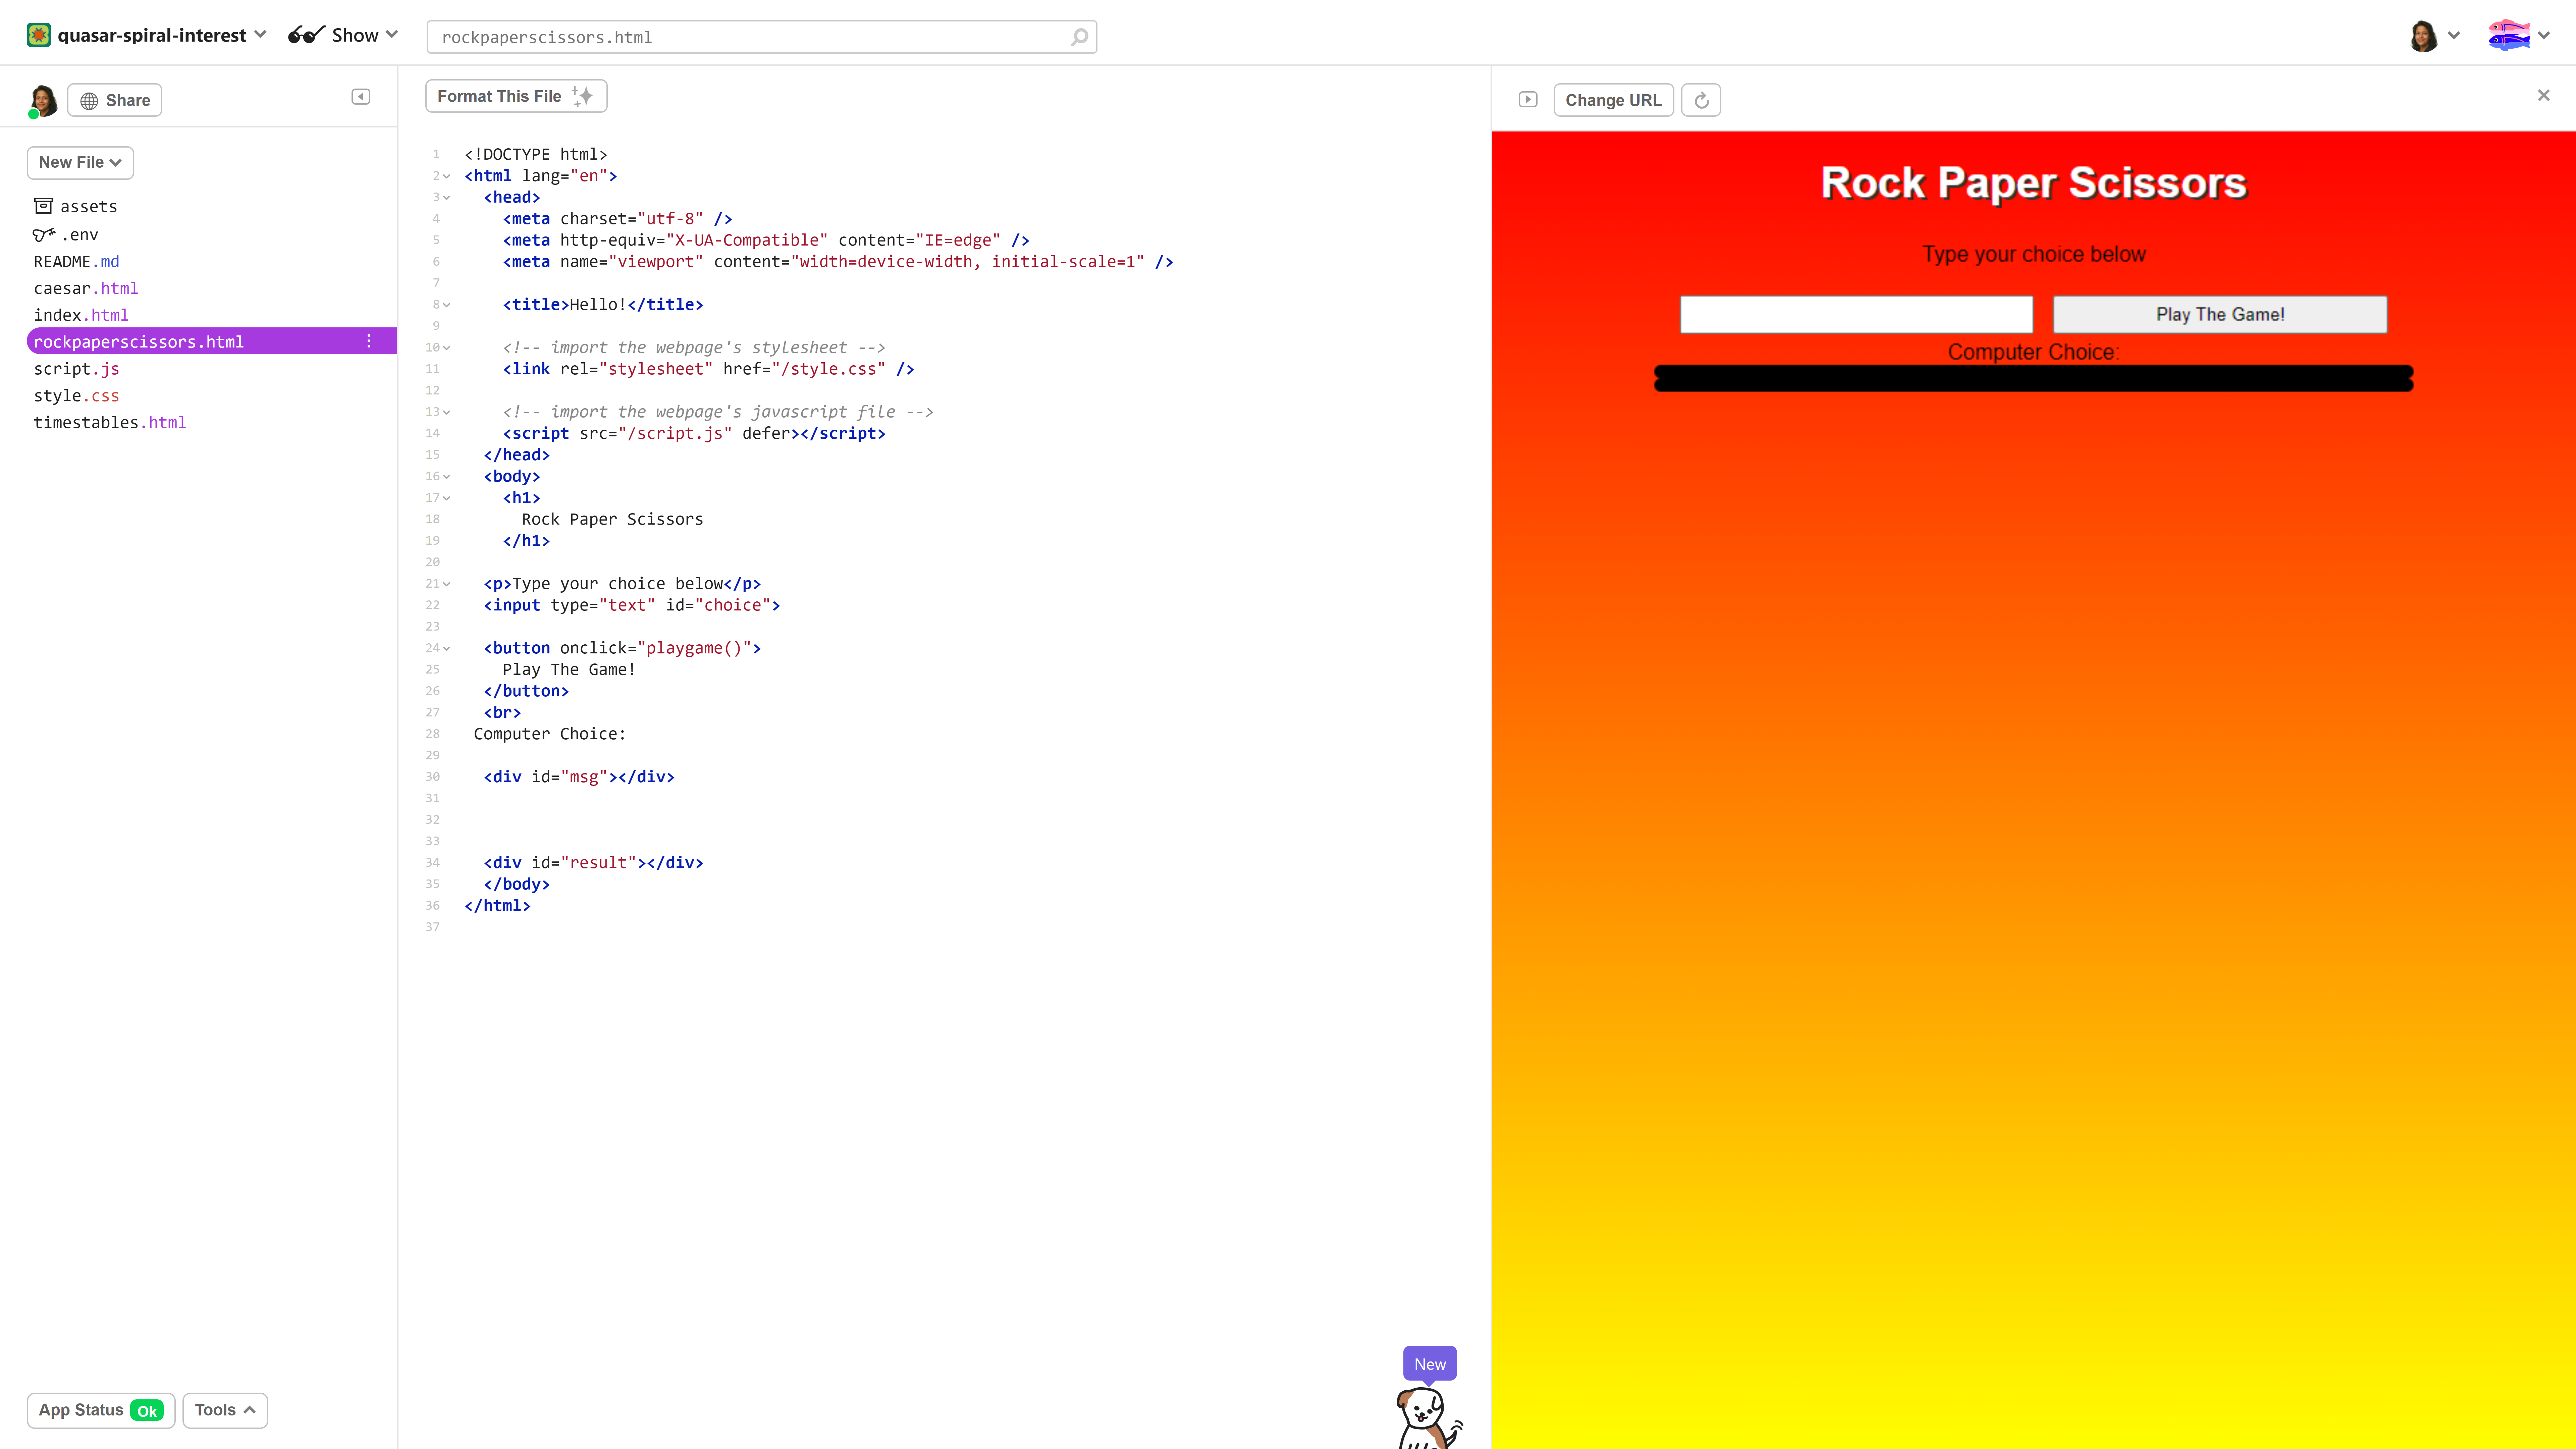 quasar-spiral-interest
Show
rockpaperscissors.html
Share
New File
assets
.env
README.md
caesar.html
index.html
rockpaperscissors.html
script.js
style.css
timestables.html
App Status Ok
Tools
Format This File
1 <!DOCTYPE html>
2 <html lang="en">
3 <head>
4 <meta charset="utf-8" />
5 <meta http-equiv="X-UA-Compatible" content="IE=edge" />
6 <meta name="viewport" content="width=device-width, initial-scale=1" />
7
8 <title>Hello!</title>
9
10 <!-- import the webpage's stylesheet -->
11 <link rel="stylesheet" href="/style.css" />
12
13 <!-- import the webpage's javascript file -->
14 <script src="/script.js" defer></script>
15 </head>
16 <body>
17 <h1>
18 Rock Paper Scissors
19 </h1>
20
21 <p>Type your choice below</p>
22 <input type="text" id="choice">
23
24 <button onclick="playgame()">
25 Play The Game!
26 </button>
27 <br>
28 Computer Choice:
29
30 <div id="msg"></div>
31
32
33
34 <div id="result"></div>
35 </body>
36 </html>
37
New
Change URL
Rock Paper Scissors
Type your choice below
Play The Game!
Computer Choice: